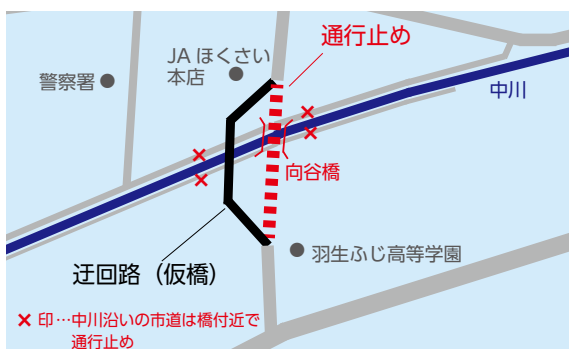 通行止め
JA ほくさい
本店
警察署
中川
向谷橋
羽生ふじ高等学園
迂回路（仮橋）
× 印…中川沿いの市道は橋付近で
通行止め